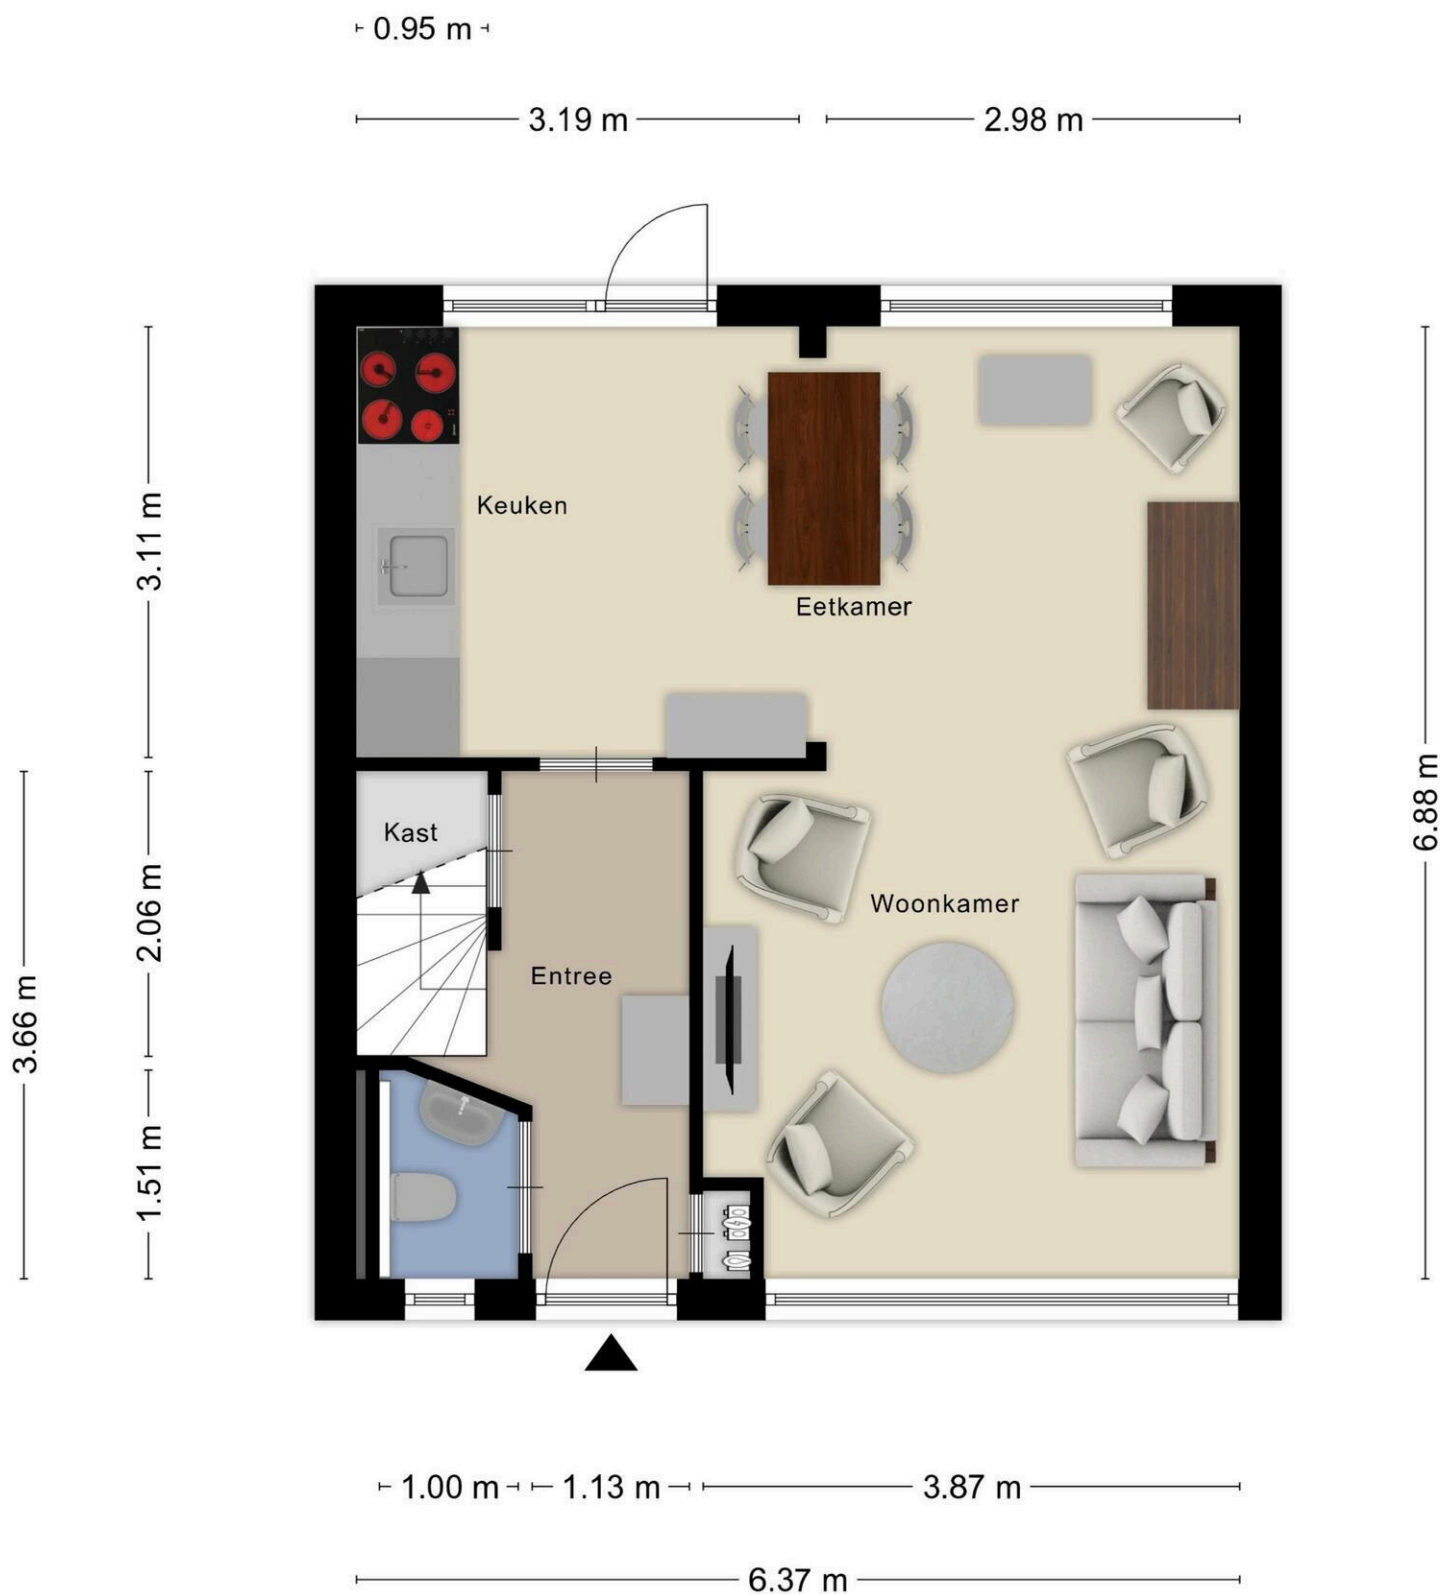 0.95 m
3.19 m
2.98 m
Keuken
3.11 m
Eetkamer
6.88 m
Kast
2.06 m
Woonkamer
Entree
3.66 m
1.51 m
1.00 m
1.13 m
3.87 m
6.37 m